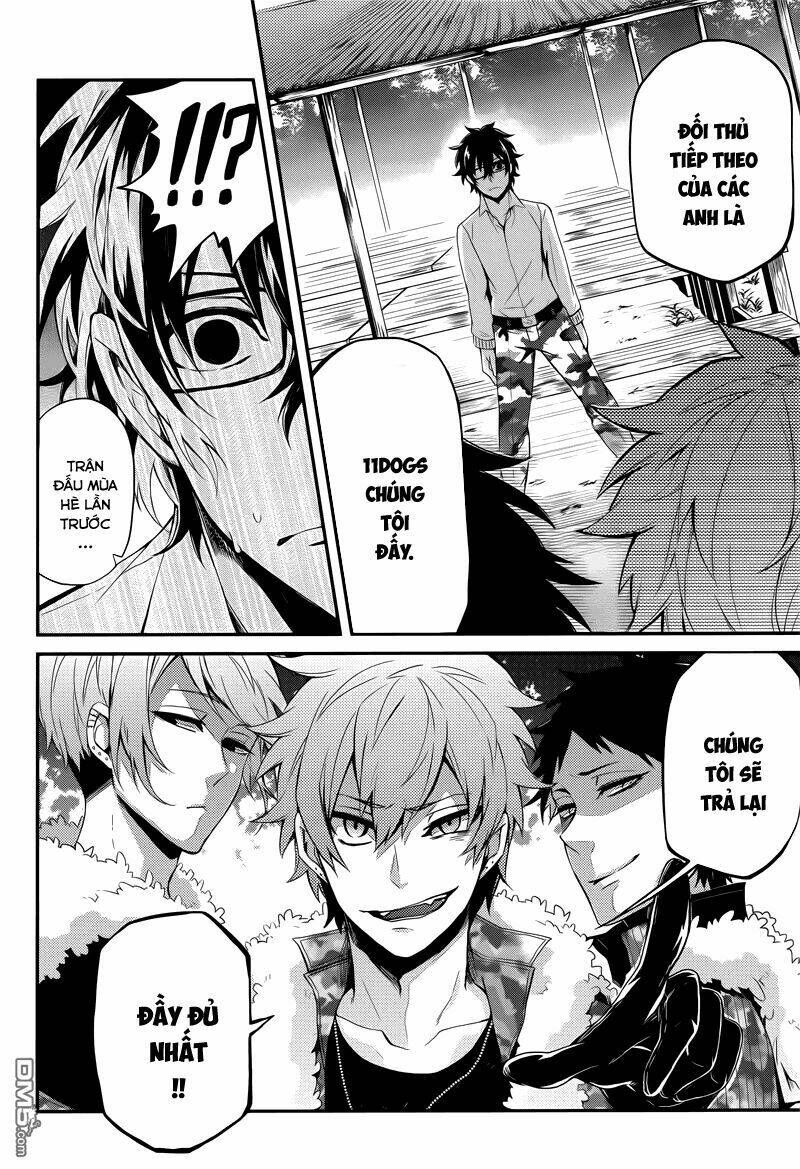 ĐỐI THỦ
TIẾP THEO
CỦA CÁC
ANH LÀ
11DOGS
CHÚNG
TÔI
ĐẤY.
!!!?
TRẬN
ĐẤU MÙA
HÈ LẦN
TRƯỚC
...
CHÚNG
TÔI SẼ
TRẢ LẠI
ĐẦY ĐỦ
NHẤT
!!
DM5.com